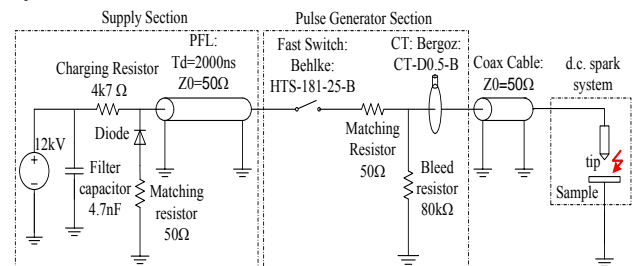 Supply Section
Pulse Generator Section
PFL:
Td=2000ns
Z0=50Ω
Fast Switch:
Behlke:
HTS-181-25-B
CT: Bergoz:
CT-D0.5-B
Coax Cable:
Z0=50Ω
d.c. spark
system
Charging Resistor
4k7 Ω
Diode
12kV
+
Filter
capacitor
4.7nF
Matching
resistor
50Ω
Matching
Resistor
50Ω
Bleed
resistor
80kΩ
tip
Sample